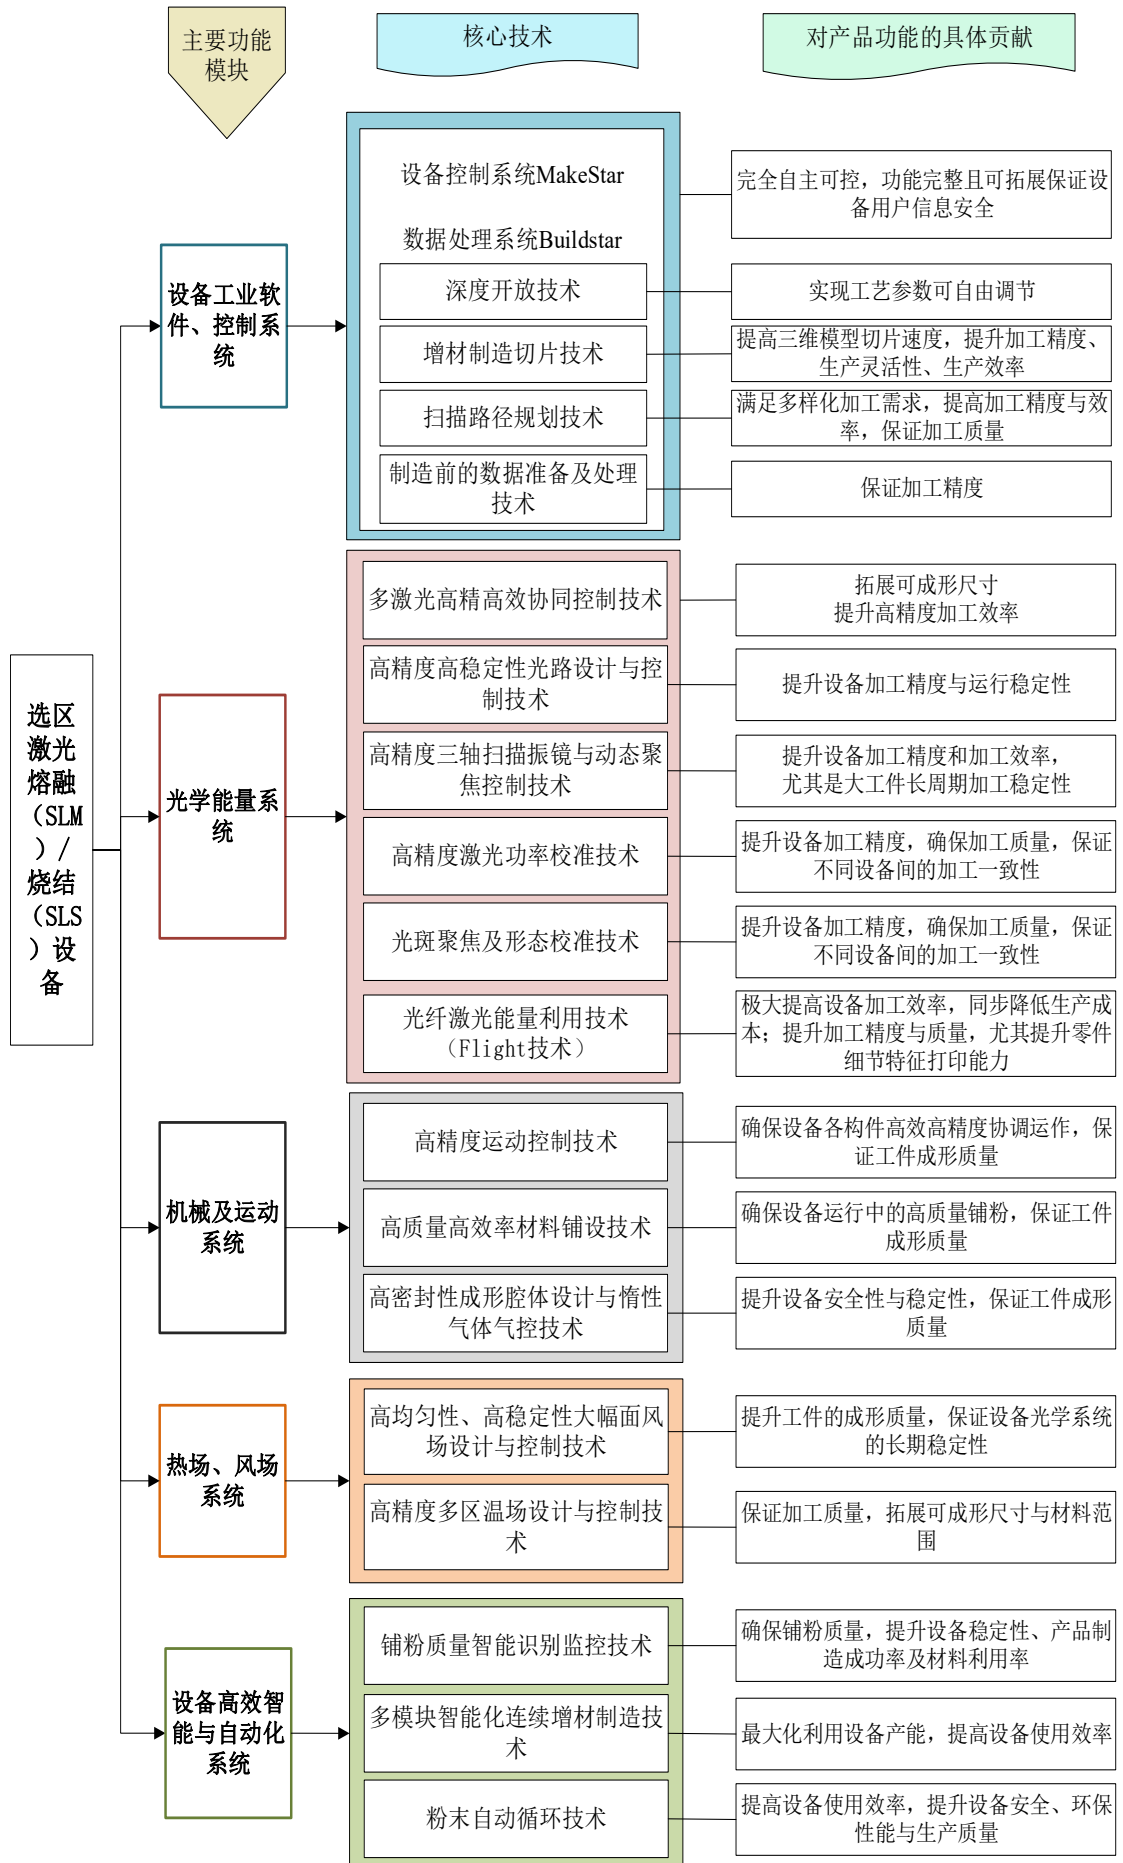 主要功能
模块
核心技术
对产品功能的具体贡献
选区
激光
熔融
（SLM
）/
烧结
（SLS
）设
备
设备工业软
件、控制系
统
设备控制系统MakeStar
数据处理系统Buildstar
完全自主可控，功能完整且可拓展保证设
备用户信息安全
深度开放技术
实现工艺参数可自由调节
增材制造切片技术
提高三维模型切片速度，提升加工精度、
生产灵活性、生产效率
扫描路径规划技术
满足多样化加工需求，提高加工精度与效
率，保证加工质量
制造前的数据准备及处理
技术
保证加工精度
光学能量系
统
多激光高精高效协同控制技术
拓展可成形尺寸
提升高精度加工效率
高精度高稳定性光路设计与控
制技术
提升设备加工精度与运行稳定性
高精度三轴扫描振镜与动态聚
焦控制技术
提升设备加工精度和加工效率，
尤其是大工件长周期加工稳定性
高精度激光功率校准技术
提升设备加工精度，确保加工质量，保证
不同设备间的加工一致性
光斑聚焦及形态校准技术
提升设备加工精度，确保加工质量，保证
不同设备间的加工一致性
光纤激光能量利用技术
（Flight技术）
极大提高设备加工效率，同步降低生产成
本；提升加工精度与质量，尤其提升零件
细节特征打印能力
机械及运动
系统
高精度运动控制技术
确保设备各构件高效高精度协调运作，保
证工件成形质量
高质量高效率材料铺设技术
确保设备运行中的高质量铺粉，保证工件
成形质量
高密封性成形腔体设计与惰性
气体气控技术
提升设备安全性与稳定性，保证工件成形
质量
热场、风场
系统
高均匀性、高稳定性大幅面风
场设计与控制技术
提升工件的成形质量，保证设备光学系统
的长期稳定性
高精度多区温场设计与控制技
术
保证加工质量，拓展可成形尺寸与材料范
围
设备高效智
能与自动化
系统
铺粉质量智能识别监控技术
确保铺粉质量，提升设备稳定性、产品制
造成功率及材料利用率
多模块智能化连续增材制造技
术
最大化利用设备产能，提高设备使用效率
粉末自动循环技术
提高设备使用效率，提升设备安全、环保
性能与生产质量